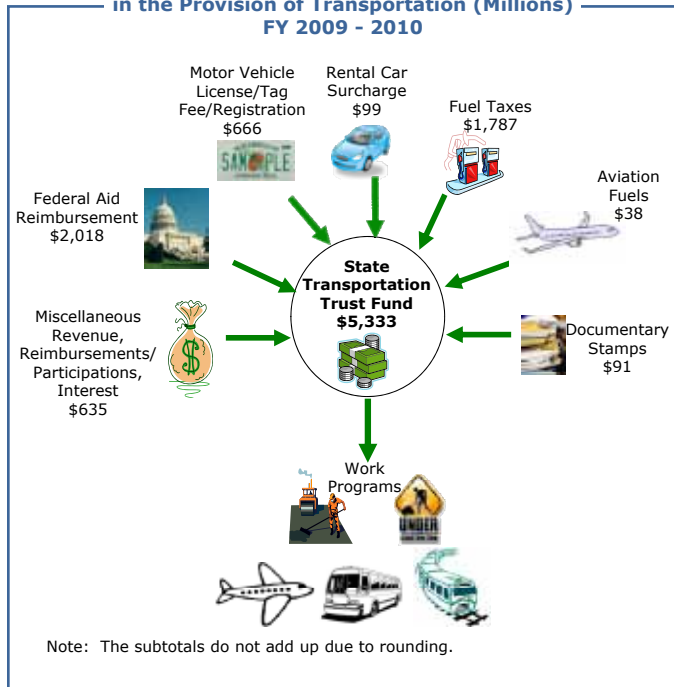 in the Provision of Transportation (Millions)
FY 2009 - 2010
Motor Vehicle
License/Tag
Fee/Registration
$666
Rental Car
Surcharge
$99
Fuel Taxes
$1,787
SAMPLE
Aviation
Fuels
$38
Federal Aid
Reimbursement
$2,018
State
Transportation
Trust Fund
$5,333
Miscellaneous
Revenue,
Reimbursements/
Participations,
Interest
$635
$
Documentary
Stamps
$91
Work
Programs
UNDER
Note:  The subtotals do not add up due to rounding.